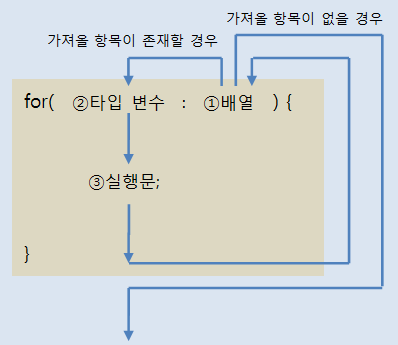 가져올 항목이 없을 경우
가져올 항목이 존재할 경우
for( ②타입 변수 : ①배열 ) {
③실행문;
}